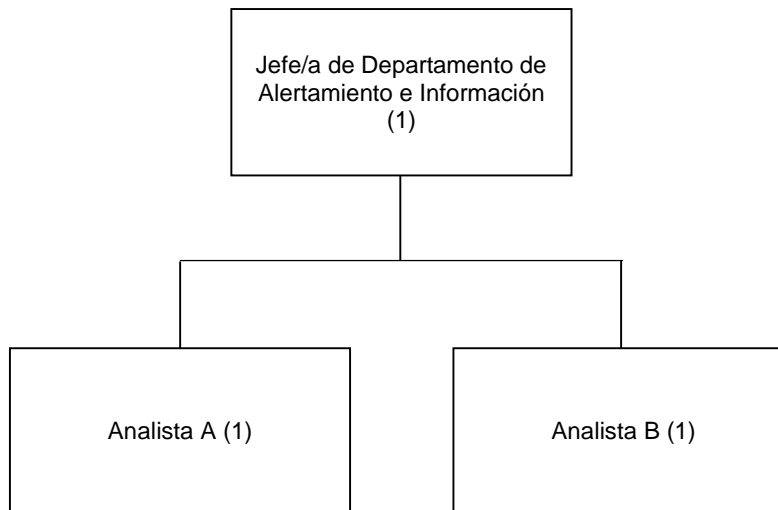 Jefe/a de Departamento de
Alertamiento e Información
(1)
Analista A (1)
Analista B (1)